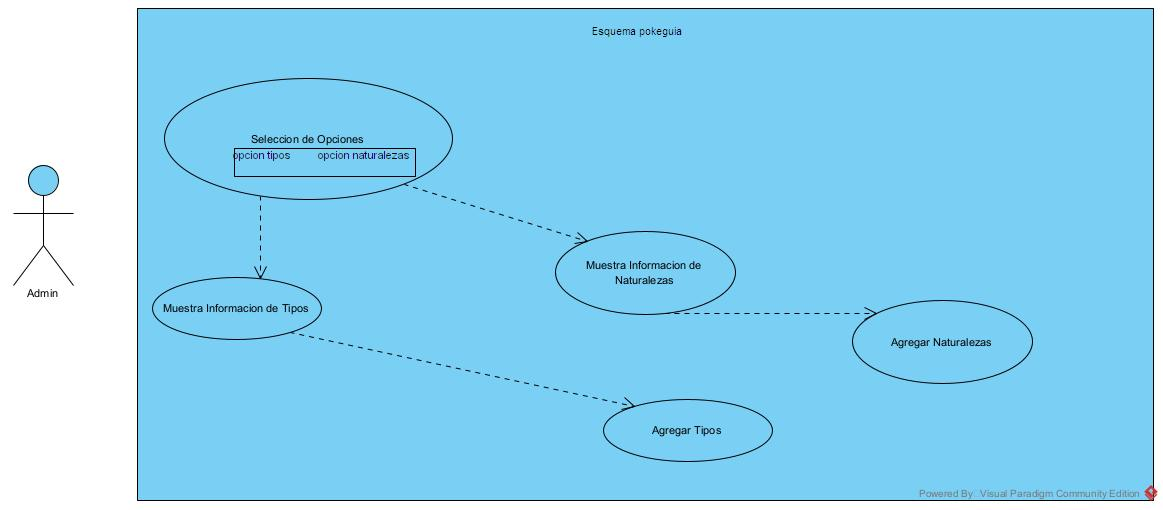 Esquema pokeguia
Seleccion de Opciones
opcion tipos opcion naturalezas
Admin
Muestra Informacion de
Naturalezas
Muestra Informacion de Tipos
Agregar Naturalezas
Agregar Tipos
Powered By Visual Paradigm Community Edition